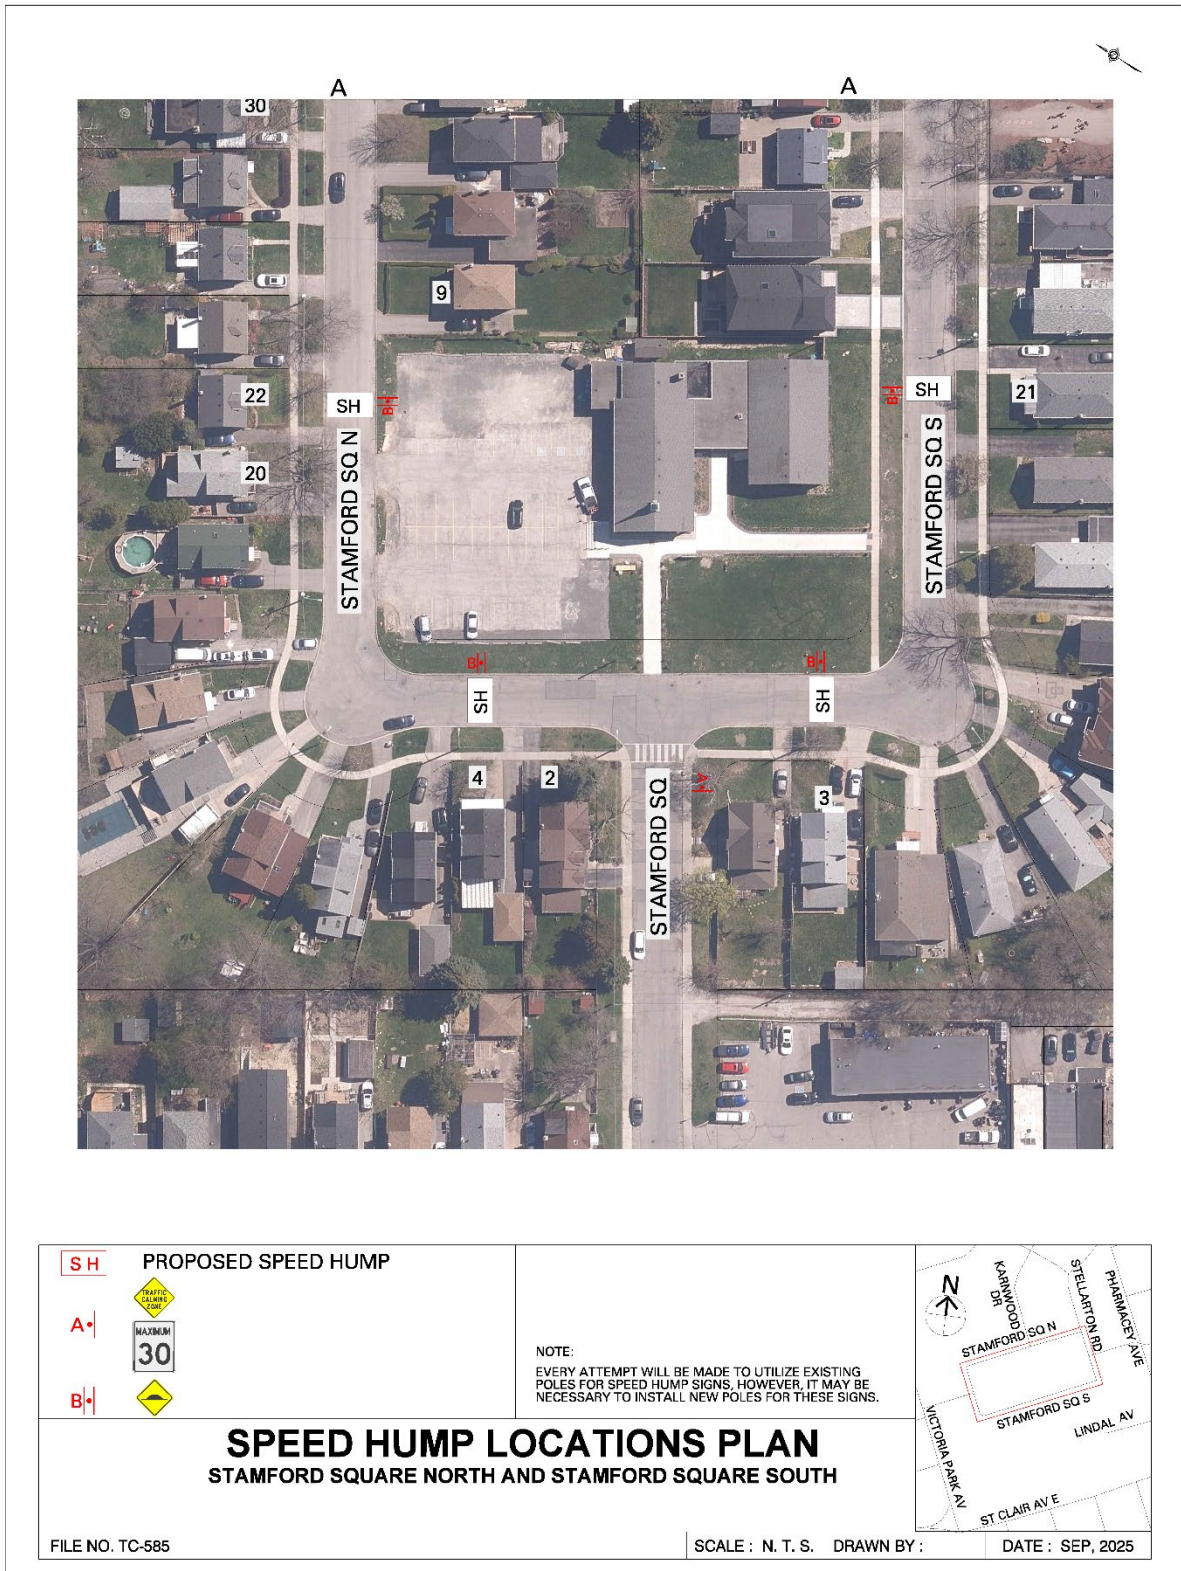 A
A
30
9
22
SH
B
B
SH
21
20
STAMFORD SQ N
STAMFORD SQ S
B
B
SH
SH
4
2
STAMFORD SQ
A
3
S H
PROPOSED SPEED HUMP
TRAFFIC
CALMING
ZONE
A
MAXIMUM
30
B
NOTE:
EVERY ATTEMPT WILL BE MADE TO UTILIZE EXISTING
POLES FOR SPEED HUMP SIGNS, HOWEVER, IT MAY BE
NECESSARY TO INSTALL NEW POLES FOR THESE SIGNS.
N
KARNWOOD
DR
STELLARTON RD
PHARMACEY AVE
STAMFORD SQ N
STAMFORD SQ S
LINDAL AV
VICTORIA PARK AV
ST CLAIR AV E
SPEED HUMP LOCATIONS PLAN
STAMFORD SQUARE NORTH AND STAMFORD SQUARE SOUTH
FILE NO. TC-585
SCALE : N. T. S.
DRAWN BY :
DATE : SEP, 2025